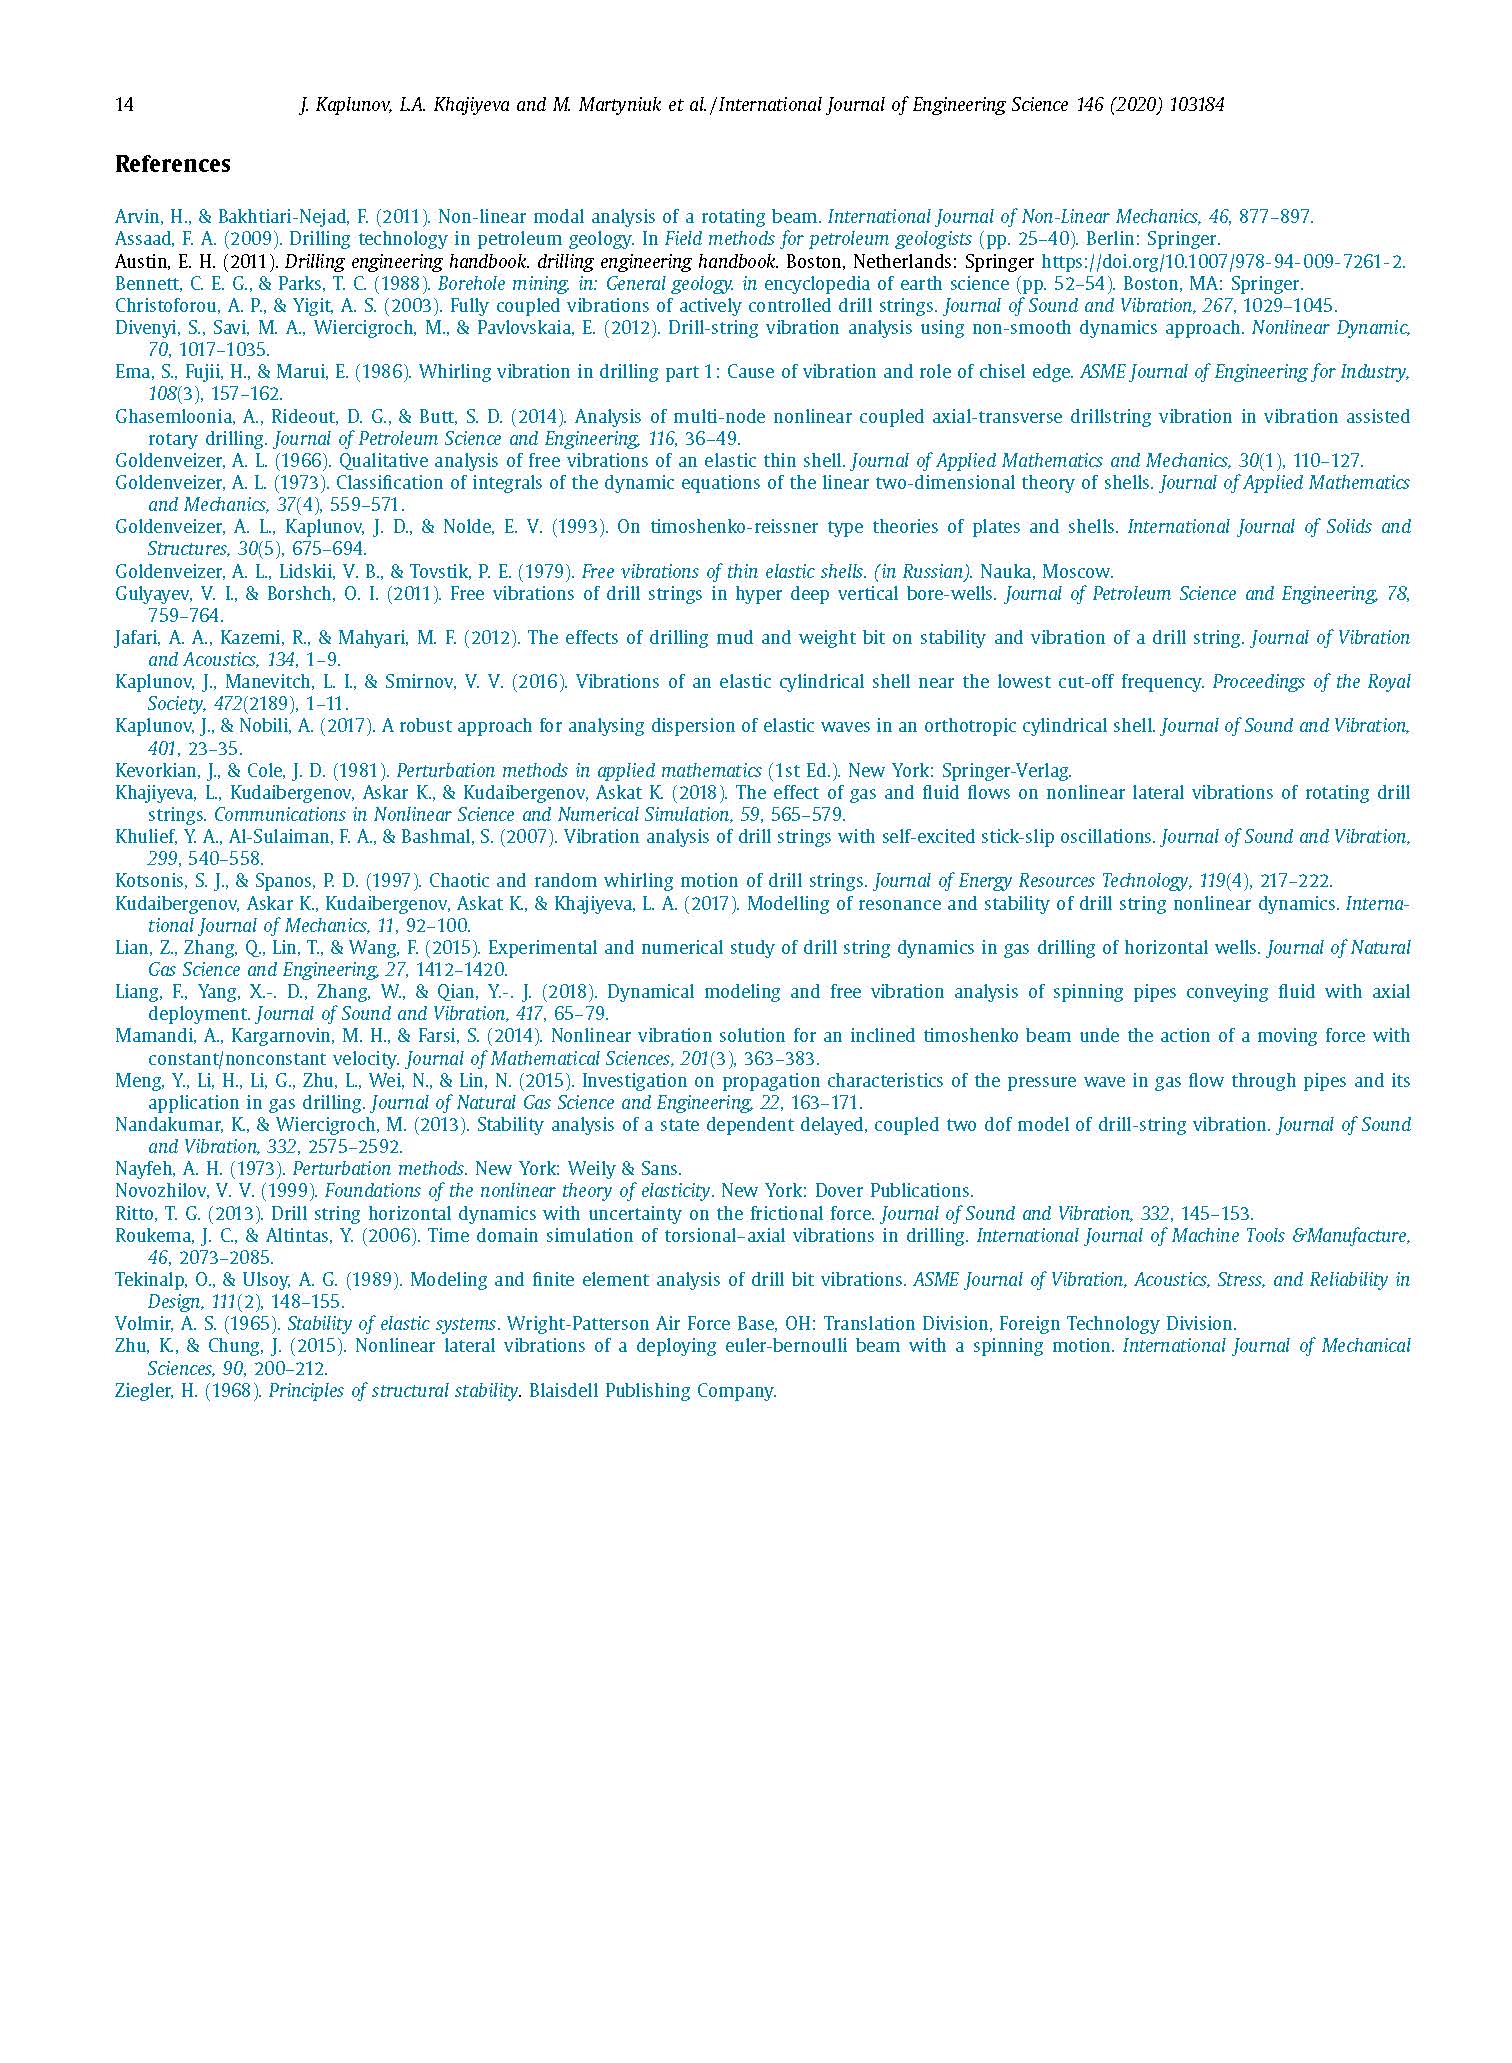 14
J. Kaplunov, L.A. Khajiyeva and M. Martyniuk et al. / International Journal of Engineering Science 146 (2020) 103184
References
Arvin, H., & Bakhtiari-Nejad, F. (2011). Non-linear modal analysis of a rotating beam. International Journal of Non-Linear Mechanics, 46, 877–897.
Assaad, F. A. (2009). Drilling technology in petroleum geology. In Field methods for petroleum geologists (pp. 25–40). Berlin: Springer.
Austin, E. H. (2011). Drilling engineering handbook. drilling engineering handbook. Boston, Netherlands: Springer https://doi.org/10.1007/978-94-009-7261-2.
Bennett, C. E. G., & Parks, T. C. (1988). Borehole mining. in: General geology. in encyclopedia of earth science (pp. 52–54). Boston, MA: Springer.
Christoforou, A. P., & Yigit, A. S. (2003). Fully coupled vibrations of actively controlled drill strings. Journal of Sound and Vibration, 267, 1029–1045.
Divenyi, S., Savi, M. A., Wiercigroch, M., & Pavlovskaia, E. (2012). Drill-string vibration analysis using non-smooth dynamics approach. Nonlinear Dynamic,
70, 1017–1035.
Ema, S., Fujii, H., & Marui, E. (1986). Whirling vibration in drilling part 1: Cause of vibration and role of chisel edge. ASME Journal of Engineering for Industry,
108(3), 157–162.
Ghasemloonia, A., Rideout, D. G., & Butt, S. D. (2014). Analysis of multi-node nonlinear coupled axial-transverse drillstring vibration in vibration assisted
rotary drilling. Journal of Petroleum Science and Engineering, 116, 36–49.
Goldenveizer, A. L. (1966). Qualitative analysis of free vibrations of an elastic thin shell. Journal of Applied Mathematics and Mechanics, 30(1), 110–127.
Goldenveizer, A. L. (1973). Classification of integrals of the dynamic equations of the linear two-dimensional theory of shells. Journal of Applied Mathematics
and Mechanics, 37(4), 559–571.
Goldenveizer, A. L., Kaplunov, J. D., & Nolde, E. V. (1993). On timoshenko-reissner type theories of plates and shells. International Journal of Solids and
Structures, 30(5), 675–694.
Goldenveizer, A. L., Lidskii, V. B., & Tovstik, P. E. (1979). Free vibrations of thin elastic shells. (in Russian). Nauka, Moscow.
Gulyayev, V. I., & Borshch, O. I. (2011). Free vibrations of drill strings in hyper deep vertical bore-wells. Journal of Petroleum Science and Engineering, 78,
759–764.
Jafari, A. A., Kazemi, R., & Mahyari, M. F. (2012). The effects of drilling mud and weight bit on stability and vibration of a drill string. Journal of Vibration
and Acoustics, 134, 1–9.
Kaplunov, J., Manevitch, L. I., & Smirnov, V. V. (2016). Vibrations of an elastic cylindrical shell near the lowest cut-off frequency. Proceedings of the Royal
Society, 472(2189), 1–11.
Kaplunov, J., & Nobili, A. (2017). A robust approach for analysing dispersion of elastic waves in an orthotropic cylindrical shell. Journal of Sound and Vibration,
401, 23–35.
Kevorkian, J., & Cole, J. D. (1981). Perturbation methods in applied mathematics (1st Ed.). New York: Springer-Verlag.
Khajiyeva, L., Kudaibergenov, Askar K., & Kudaibergenov, Askat K. (2018). The effect of gas and fluid flows on nonlinear lateral vibrations of rotating drill
strings. Communications in Nonlinear Science and Numerical Simulation, 59, 565–579.
Khulief, Y. A., Al-Sulaiman, F. A., & Bashmal, S. (2007). Vibration analysis of drill strings with self-excited stick-slip oscillations. Journal of Sound and Vibration,
299, 540–558.
Kotsonis, S. J., & Spanos, P. D. (1997). Chaotic and random whirling motion of drill strings. Journal of Energy Resources Technology, 119(4), 217–222.
Kudaibergenov, Askar K., Kudaibergenov, Askat K., & Khajiyeva, L. A. (2017). Modelling of resonance and stability of drill string nonlinear dynamics. Interna-
tional Journal of Mechanics, 11, 92–100.
Lian, Z., Zhang, Q., Lin, T., & Wang, F. (2015). Experimental and numerical study of drill string dynamics in gas drilling of horizontal wells. Journal of Natural
Gas Science and Engineering, 27, 1412–1420.
Liang, F., Yang, X.-. D., Zhang, W., & Qian, Y.-. J. (2018). Dynamical modeling and free vibration analysis of spinning pipes conveying fluid with axial
deployment. Journal of Sound and Vibration, 417, 65–79.
Mamandi, A., Kargarnovin, M. H., & Farsi, S. (2014). Nonlinear vibration solution for an inclined timoshenko beam unde the action of a moving force with
constant/nonconstant velocity. Journal of Mathematical Sciences, 201(3), 363–383.
Meng, Y., Li, H., Li, G., Zhu, L., Wei, N., & Lin, N. (2015). Investigation on propagation characteristics of the pressure wave in gas flow through pipes and its
application in gas drilling. Journal of Natural Gas Science and Engineering, 22, 163–171.
Nandakumar, K., & Wiercigroch, M. (2013). Stability analysis of a state dependent delayed, coupled two dof model of drill-string vibration. Journal of Sound
and Vibration, 332, 2575–2592.
Nayfeh, A. H. (1973). Perturbation methods. New York: Weily & Sans.
Novozhilov, V. V. (1999). Foundations of the nonlinear theory of elasticity. New York: Dover Publications.
Ritto, T. G. (2013). Drill string horizontal dynamics with uncertainty on the frictional force. Journal of Sound and Vibration, 332, 145–153.
Roukema, J. C., & Altintas, Y. (2006). Time domain simulation of torsional–axial vibrations in drilling. International Journal of Machine Tools &Manufacture,
46, 2073–2085.
Tekinalp, O., & Ulsoy, A. G. (1989). Modeling and finite element analysis of drill bit vibrations. ASME Journal of Vibration, Acoustics, Stress, and Reliability in
Design, 111(2), 148–155.
Volmir, A. S. (1965). Stability of elastic systems. Wright-Patterson Air Force Base, OH: Translation Division, Foreign Technology Division.
Zhu, K., & Chung, J. (2015). Nonlinear lateral vibrations of a deploying euler-bernoulli beam with a spinning motion. International Journal of Mechanical
Sciences, 90, 200–212.
Ziegler, H. (1968). Principles of structural stability. Blaisdell Publishing Company.